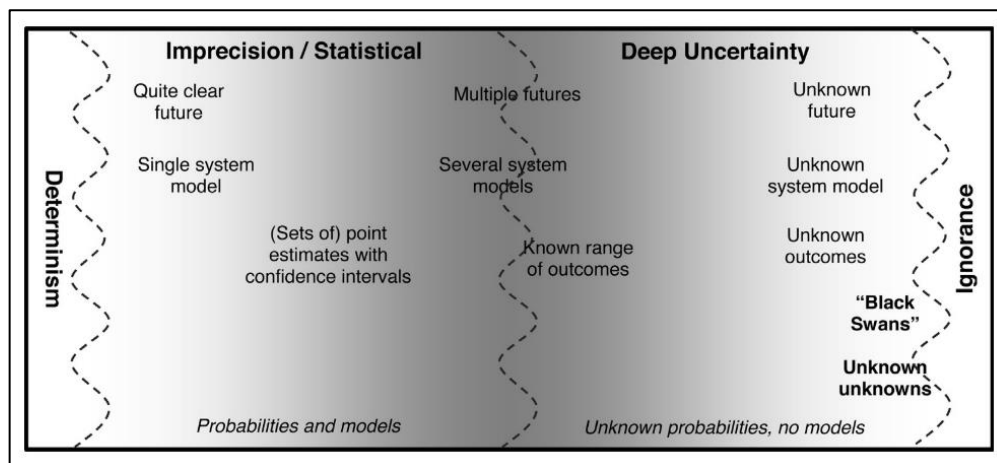 Imprecision / Statistical
Deep Uncertainty
Quite clear
future
Multiple futures
Unknown
future
Single system
model
Several system
models
Unknown
system model
(Sets of) point
estimates with
confidence intervals
Known range
of outcomes
Unknown
outcomes
“Black
Swans”
Unknown
unknowns
Probabilities and models
Unknown probabilities, no models
Determinism
Ignorance